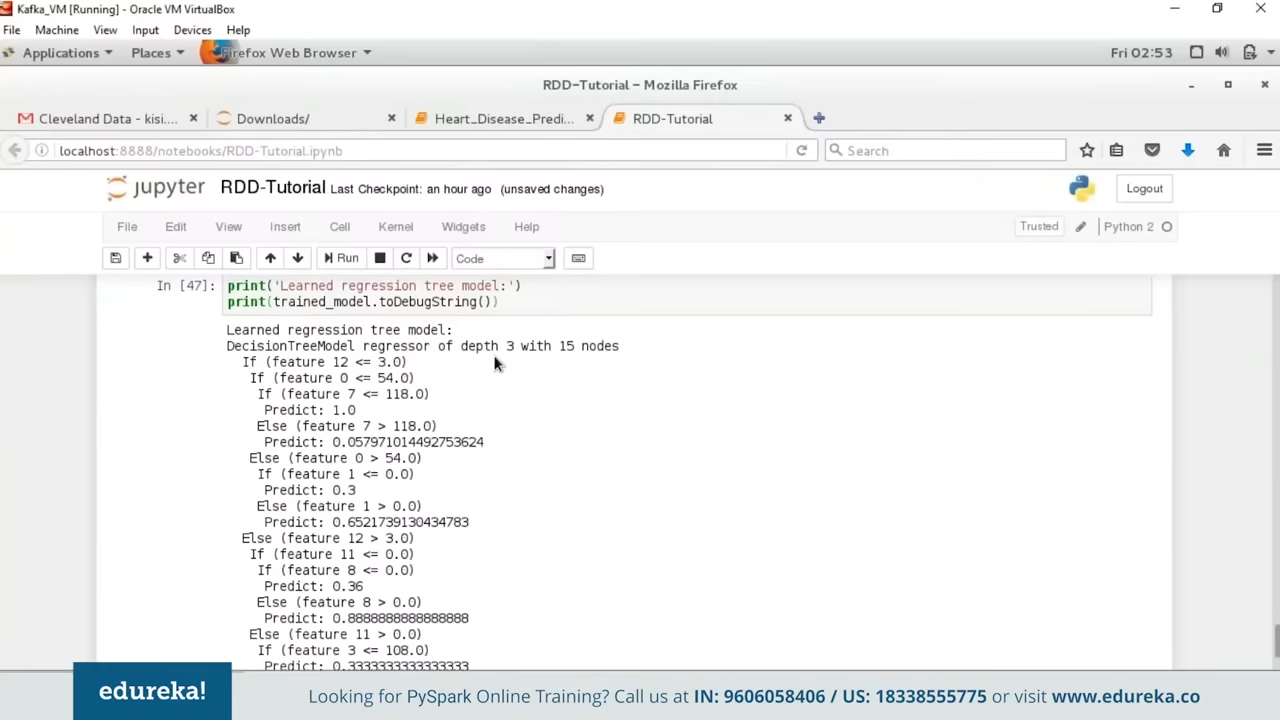 Kafka_VM [Running] - Oracle VM VirtualBox
File Machine View Input Devices Help
Applications Places Firefox Web Browser Fri 02:53
RDD-Tutorial - Mozilla Firefox
Cleveland Data - kisi.... Downloads/ Heart_Disease_Predi... RDD-Tutorial
localhost:8888/notebooks/RDD-Tutorial.ipynb Search
jupyter RDD-Tutorial Last Checkpoint: an hour ago (unsaved changes) Logout
File Edit View Insert Cell Kernel Widgets Help Trusted Python 2
Run Code
In [47]: print('Learned regression tree model:')
print(trained_model.toDebugString())
Learned regression tree model:
DecisionTreeModel regressor of depth 3 with 15 nodes
If (feature 12 <= 3.0)
If (feature 0 <= 54.0)
If (feature 7 <= 118.0)
Predict: 1.0
Else (feature 7 > 118.0)
Predict: 0.057971014492753624
Else (feature 0 > 54.0)
If (feature 1 <= 0.0)
Predict: 0.3
Else (feature 1 > 0.0)
Predict: 0.6521739130434783
Else (feature 12 > 3.0)
If (feature 11 <= 0.0)
If (feature 8 <= 0.0)
Predict: 0.36
Else (feature 8 > 0.0)
Predict: 0.8888888888888888
Else (feature 11 > 0.0)
If (feature 3 <= 108.0)
Predict: 0.3333333333333333
edureka! Looking for PySpark Online Training? Call us at IN: 9606058406 / US: 18338555775 or visit www.edureka.co